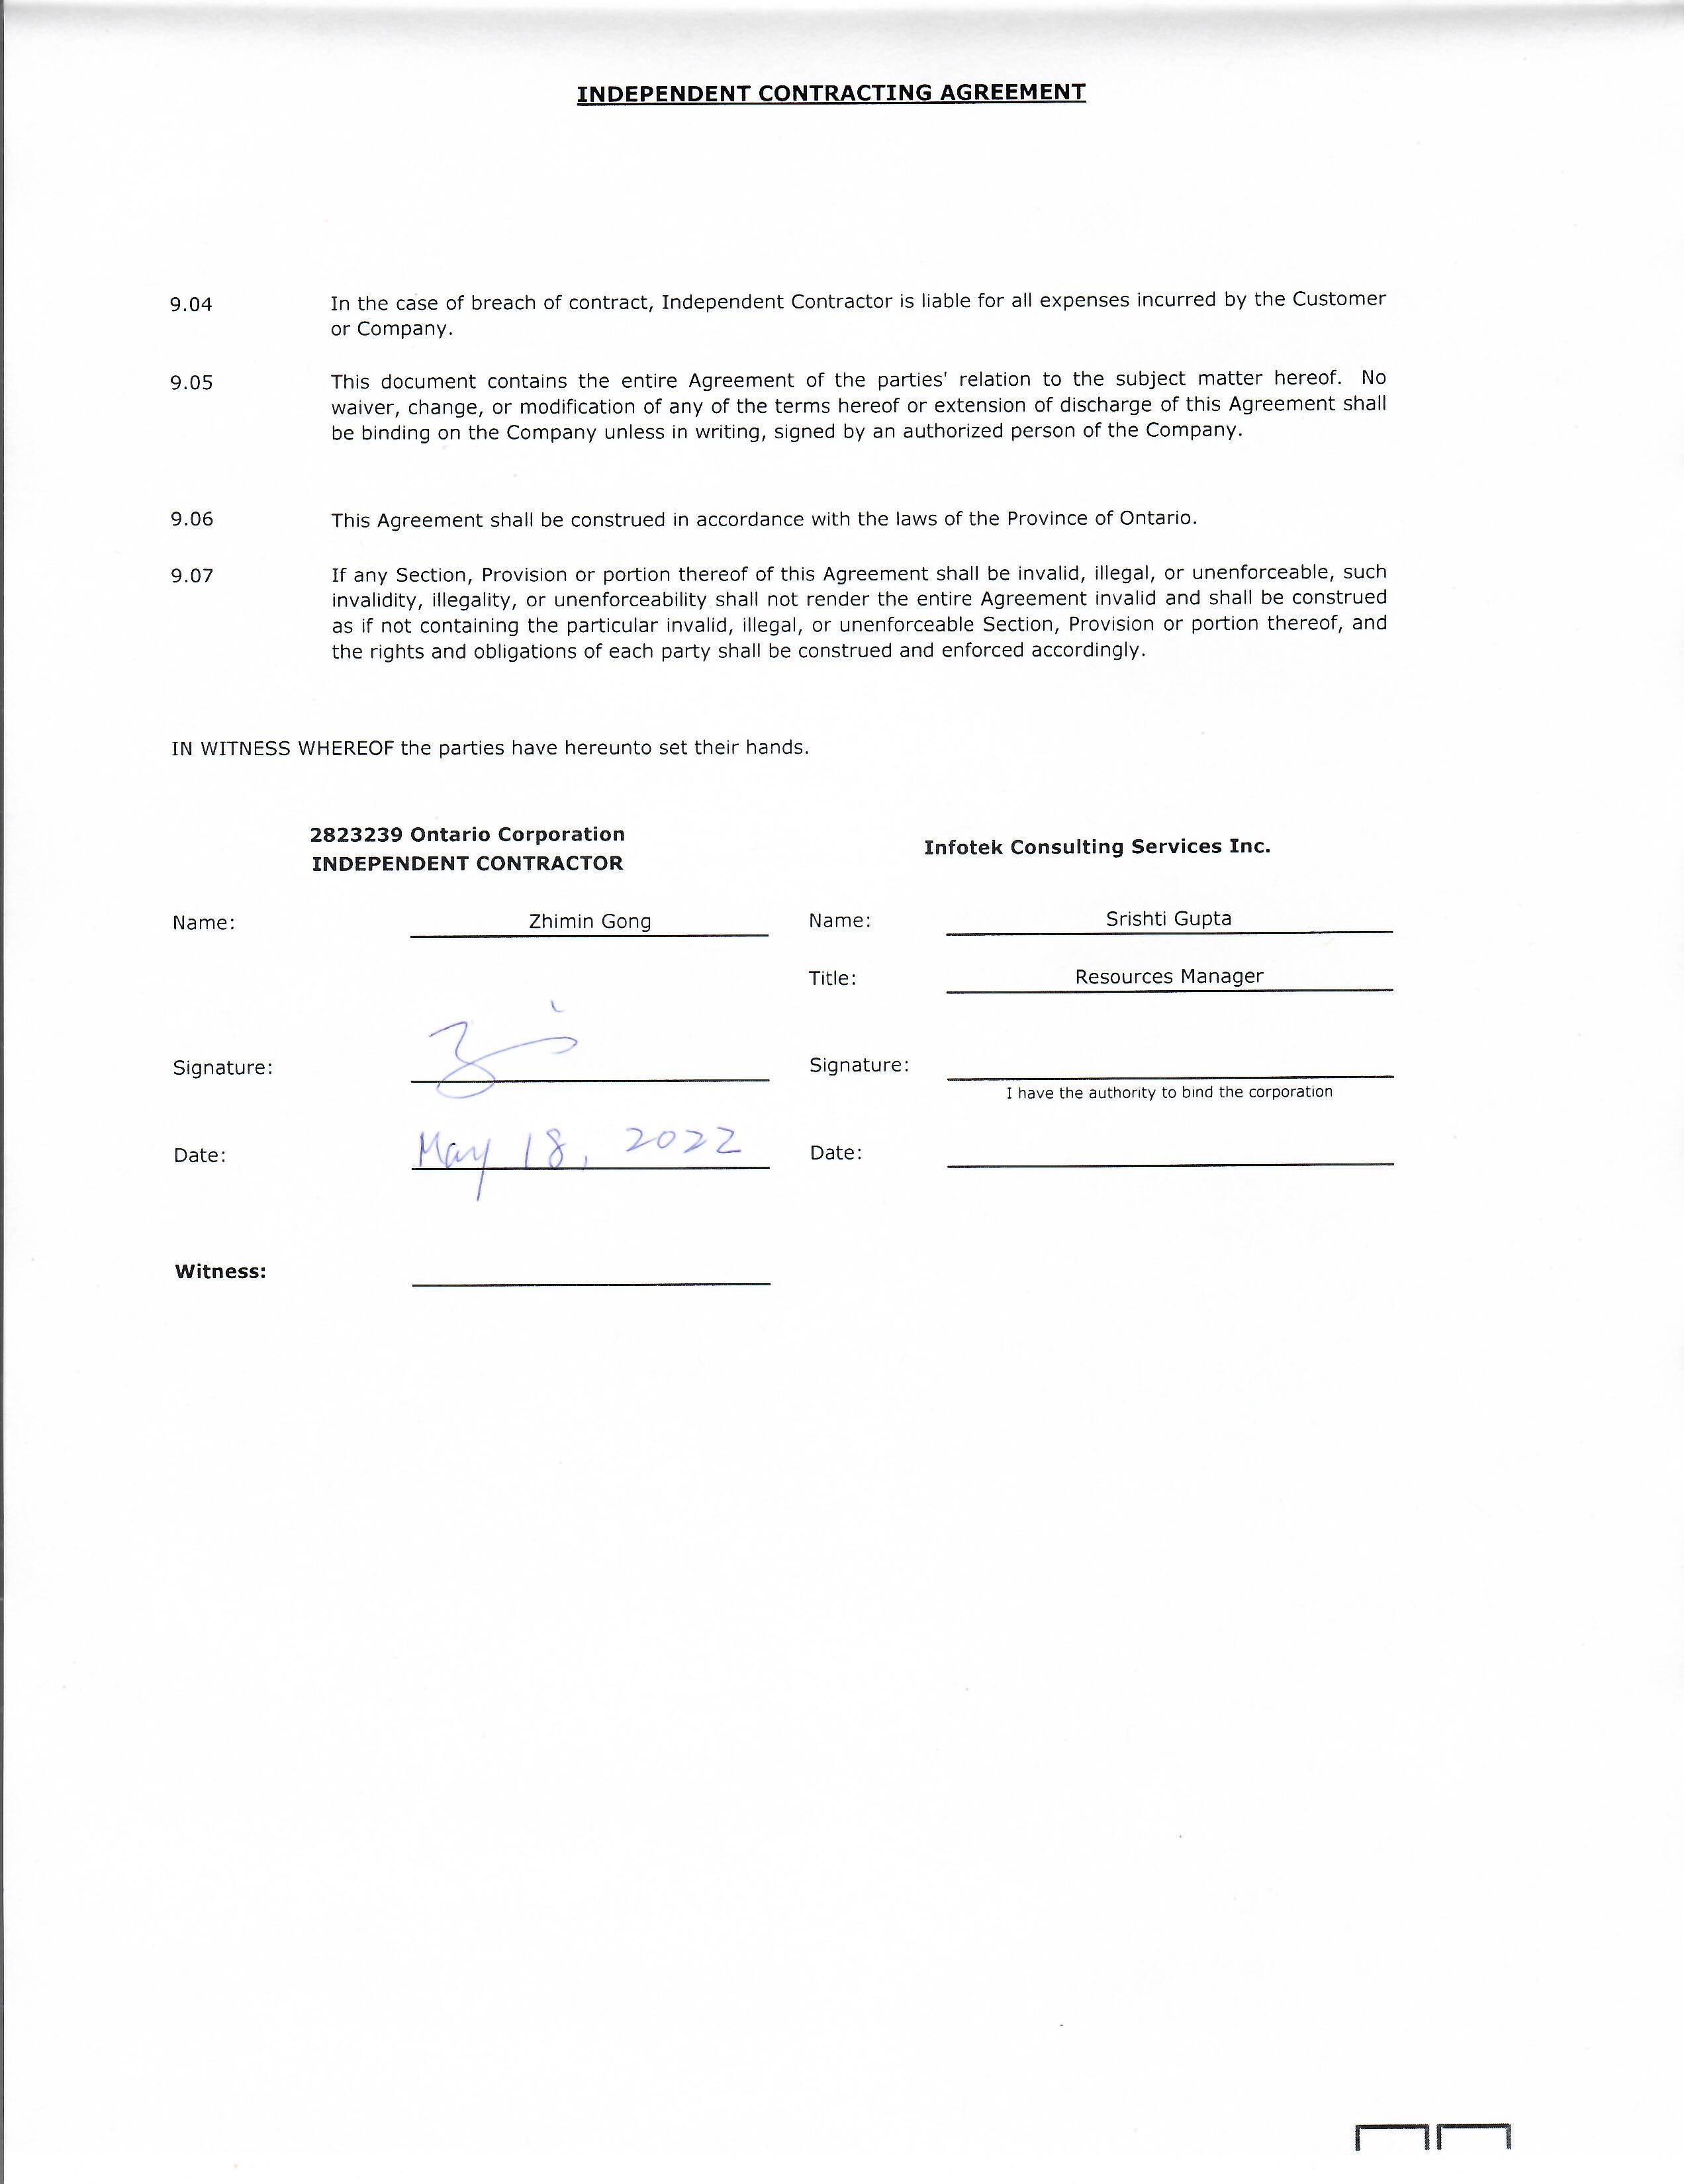 INDEPENDENT CONTRACTING AGREEMENT
9.04 In the case of breach of contract, Independent Contractor is liable for all expenses incurred by the Customer
or Company.
9.05 This document contains the entire Agreement of the parties' relation to the subject matter hereof. No
waiver, change, or modification of any of the terms hereof or extension of discharge of this Agreement shall
be binding on the Company unless in writing, signed by an authorized person of the Company.
9.06 This Agreement shall be construed in accordance with the laws of the Province of Ontario.
9.07 If any Section, Provision or portion thereof of this Agreement shall be invalid, illegal, or unenforceable, such
invalidity, illegality, or unenforceability shall not render the entire Agreement invalid and shall be construed
as if not containing the particular invalid, illegal, or unenforceable Section, Provision or portion thereof, and
the rights and obligations of each party shall be construed and enforced accordingly.
IN WITNESS WHEREOF the parties have hereunto set their hands.
2823239 Ontario Corporation
INDEPENDENT CONTRACTOR
Infotek Consulting Services Inc.
Name: Zhimin Gong Name: Srishti Gupta
Title: Resources Manager
Signature: Signature:
I have the authority to bind the corporation
Date: May 18, 2022 Date:
Witness: